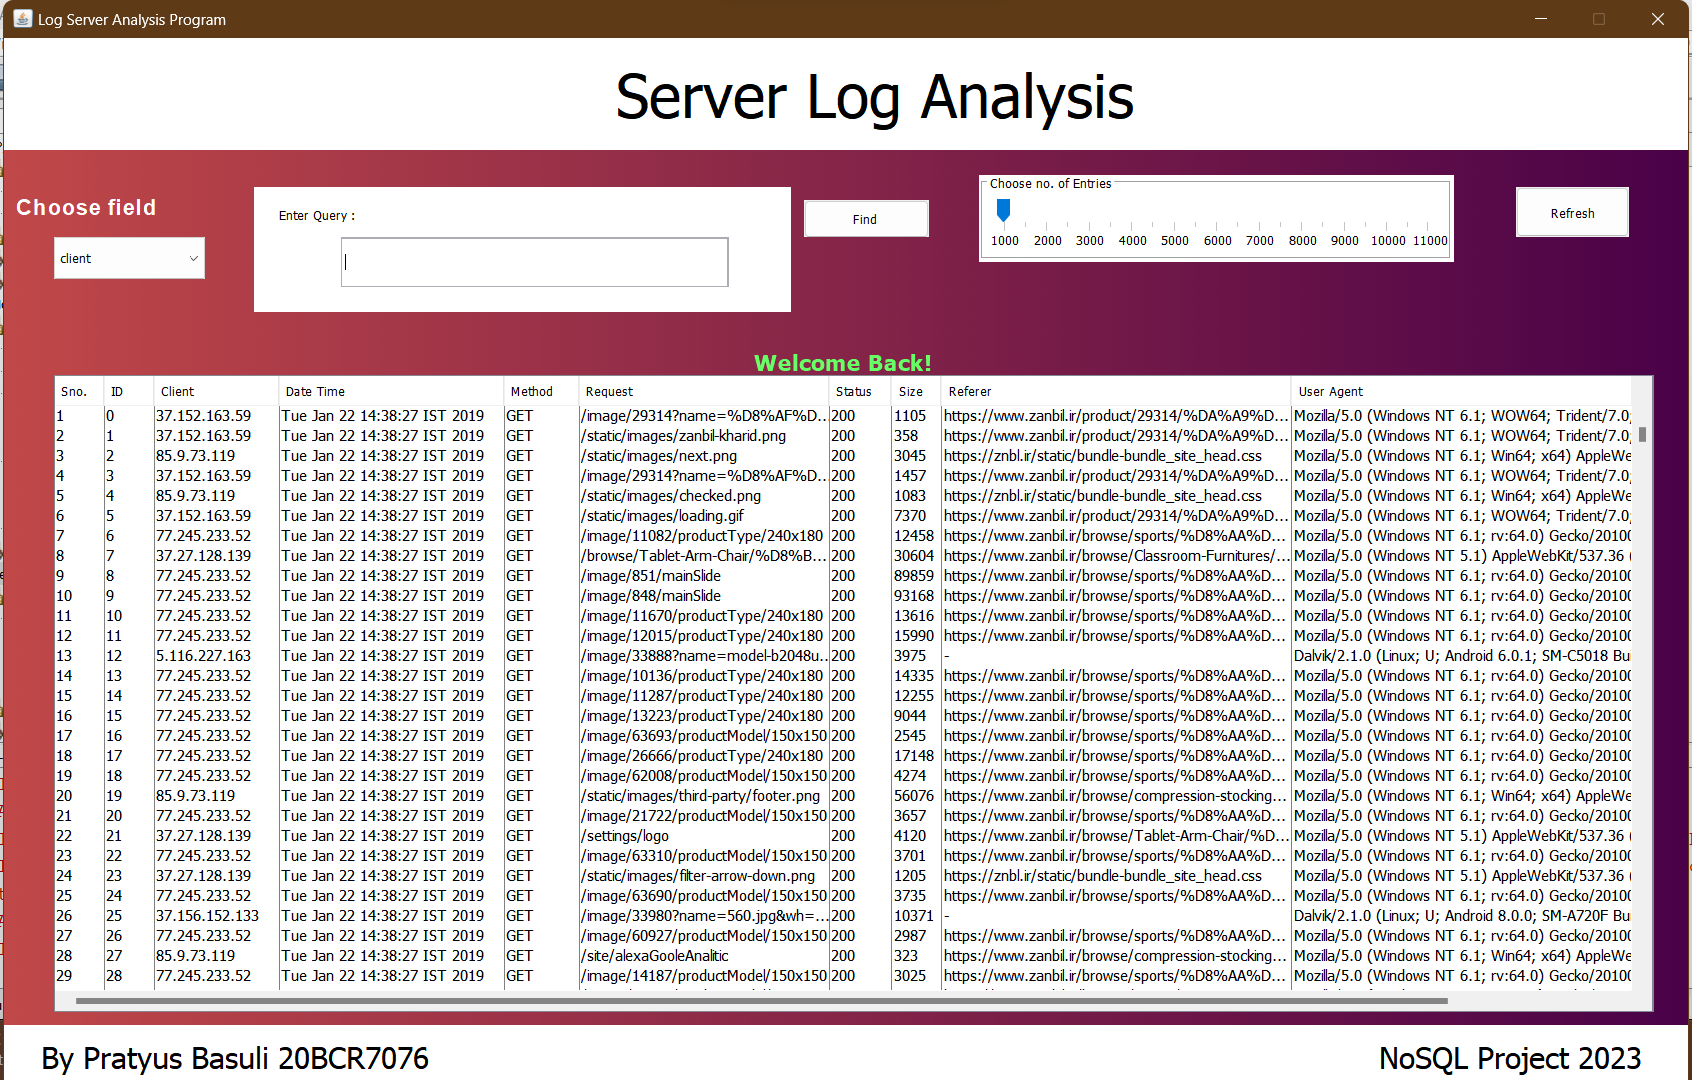 Log Server Analysis Program
Server Log Analysis
Choose field
client
Enter Query :
Find
Choose no. of Entries
1000 2000 3000 4000 5000 6000 7000 8000 9000 10000 11000
Refresh
Welcome Back!
Sno. ID Client Date Time Method Request Status Size Referer User Agent
1 0 37.152.163.59 Tue Jan 22 14:38:27 IST 2019 GET /image/29314?name=%D8%AF%D... 200 1105 https://www.zanbil.ir/product/29314/%DA%A9%D... Mozilla/5.0 (Windows NT 6.1; WOW64; Trident/7.0;
2 1 37.152.163.59 Tue Jan 22 14:38:27 IST 2019 GET /static/images/zanbil-kharid.png 200 358 https://www.zanbil.ir/product/29314/%DA%A9%D... Mozilla/5.0 (Windows NT 6.1; WOW64; Trident/7.0;
3 2 85.9.73.119 Tue Jan 22 14:38:27 IST 2019 GET /static/images/next.png 200 3045 https://znbl.ir/static/bundle-bundle_site_head.css Mozilla/5.0 (Windows NT 6.1; Win64; x64) AppleWe
4 3 37.152.163.59 Tue Jan 22 14:38:27 IST 2019 GET /image/29314?name=%D8%AF%D... 200 1457 https://www.zanbil.ir/product/29314/%DA%A9%D... Mozilla/5.0 (Windows NT 6.1; WOW64; Trident/7.0;
5 4 85.9.73.119 Tue Jan 22 14:38:27 IST 2019 GET /static/images/checked.png 200 1083 https://znbl.ir/static/bundle-bundle_site_head.css Mozilla/5.0 (Windows NT 6.1; Win64; x64) AppleWe
6 5 37.152.163.59 Tue Jan 22 14:38:27 IST 2019 GET /static/images/loading.gif 200 7370 https://www.zanbil.ir/product/29314/%DA%A9%D... Mozilla/5.0 (Windows NT 6.1; WOW64; Trident/7.0;
7 6 77.245.233.52 Tue Jan 22 14:38:27 IST 2019 GET /image/11082/productType/240x180 200 12458 https://www.zanbil.ir/browse/sports/%D8%AA%D... Mozilla/5.0 (Windows NT 6.1; rv:64.0) Gecko/20100
8 7 37.27.128.139 Tue Jan 22 14:38:27 IST 2019 GET /browse/Tablet-Arm-Chair/%D8%B... 200 30604 https://www.zanbil.ir/browse/Classroom-Furnitures/... Mozilla/5.0 (Windows NT 5.1) AppleWebKit/537.36 (
9 8 77.245.233.52 Tue Jan 22 14:38:27 IST 2019 GET /image/851/mainSlide 200 89859 https://www.zanbil.ir/browse/sports/%D8%AA%D... Mozilla/5.0 (Windows NT 6.1; rv:64.0) Gecko/20100
10 9 77.245.233.52 Tue Jan 22 14:38:27 IST 2019 GET /image/848/mainSlide 200 93168 https://www.zanbil.ir/browse/sports/%D8%AA%D... Mozilla/5.0 (Windows NT 6.1; rv:64.0) Gecko/20100
11 10 77.245.233.52 Tue Jan 22 14:38:27 IST 2019 GET /image/11670/productType/240x180 200 13616 https://www.zanbil.ir/browse/sports/%D8%AA%D... Mozilla/5.0 (Windows NT 6.1; rv:64.0) Gecko/20100
12 11 77.245.233.52 Tue Jan 22 14:38:27 IST 2019 GET /image/12015/productType/240x180 200 15990 https://www.zanbil.ir/browse/sports/%D8%AA%D... Mozilla/5.0 (Windows NT 6.1; rv:64.0) Gecko/20100
13 12 5.116.227.163 Tue Jan 22 14:38:27 IST 2019 GET /image/33888?name=model-b2048u... 200 3975 - Dalvik/2.1.0 (Linux; U; Android 6.0.1; SM-C5018 Bu
14 13 77.245.233.52 Tue Jan 22 14:38:27 IST 2019 GET /image/10136/productType/240x180 200 14335 https://www.zanbil.ir/browse/sports/%D8%AA%D... Mozilla/5.0 (Windows NT 6.1; rv:64.0) Gecko/20100
15 14 77.245.233.52 Tue Jan 22 14:38:27 IST 2019 GET /image/11287/productType/240x180 200 12255 https://www.zanbil.ir/browse/sports/%D8%AA%D... Mozilla/5.0 (Windows NT 6.1; rv:64.0) Gecko/20100
16 15 77.245.233.52 Tue Jan 22 14:38:27 IST 2019 GET /image/13223/productType/240x180 200 9044 https://www.zanbil.ir/browse/sports/%D8%AA%D... Mozilla/5.0 (Windows NT 6.1; rv:64.0) Gecko/20100
17 16 77.245.233.52 Tue Jan 22 14:38:27 IST 2019 GET /image/63693/productModel/150x150 200 2545 https://www.zanbil.ir/browse/sports/%D8%AA%D... Mozilla/5.0 (Windows NT 6.1; rv:64.0) Gecko/20100
18 17 77.245.233.52 Tue Jan 22 14:38:27 IST 2019 GET /image/26666/productType/240x180 200 17148 https://www.zanbil.ir/browse/sports/%D8%AA%D... Mozilla/5.0 (Windows NT 6.1; rv:64.0) Gecko/20100
19 18 77.245.233.52 Tue Jan 22 14:38:27 IST 2019 GET /image/62008/productModel/150x150 200 4274 https://www.zanbil.ir/browse/sports/%D8%AA%D... Mozilla/5.0 (Windows NT 6.1; rv:64.0) Gecko/20100
20 19 85.9.73.119 Tue Jan 22 14:38:27 IST 2019 GET /static/images/third-party/footer.png 200 56076 https://www.zanbil.ir/browse/compression-stocking... Mozilla/5.0 (Windows NT 6.1; Win64; x64) AppleWe
21 20 77.245.233.52 Tue Jan 22 14:38:27 IST 2019 GET /image/21722/productModel/150x150 200 3657 https://www.zanbil.ir/browse/sports/%D8%AA%D... Mozilla/5.0 (Windows NT 6.1; rv:64.0) Gecko/20100
22 21 37.27.128.139 Tue Jan 22 14:38:27 IST 2019 GET /settings/logo 200 4120 https://www.zanbil.ir/browse/Tablet-Arm-Chair/%D... Mozilla/5.0 (Windows NT 5.1) AppleWebKit/537.36 (
23 22 77.245.233.52 Tue Jan 22 14:38:27 IST 2019 GET /image/63310/productModel/150x150 200 3701 https://www.zanbil.ir/browse/sports/%D8%AA%D... Mozilla/5.0 (Windows NT 6.1; rv:64.0) Gecko/20100
24 23 37.27.128.139 Tue Jan 22 14:38:27 IST 2019 GET /static/images/filter-arrow-down.png 200 1205 https://znbl.ir/static/bundle-bundle_site_head.css Mozilla/5.0 (Windows NT 5.1) AppleWebKit/537.36 (
25 24 77.245.233.52 Tue Jan 22 14:38:27 IST 2019 GET /image/63690/productModel/150x150 200 3735 https://www.zanbil.ir/browse/sports/%D8%AA%D... Mozilla/5.0 (Windows NT 6.1; rv:64.0) Gecko/20100
26 25 37.156.152.133 Tue Jan 22 14:38:27 IST 2019 GET /image/33980?name=560.jpg&wh=... 200 10371 - Dalvik/2.1.0 (Linux; U; Android 8.0.0; SM-A720F Bu
27 26 77.245.233.52 Tue Jan 22 14:38:27 IST 2019 GET /image/60927/productModel/150x150 200 2987 https://www.zanbil.ir/browse/sports/%D8%AA%D... Mozilla/5.0 (Windows NT 6.1; rv:64.0) Gecko/20100
28 27 85.9.73.119 Tue Jan 22 14:38:27 IST 2019 GET /site/alexaGooleAnalitic 200 323 https://www.zanbil.ir/browse/compression-stocking... Mozilla/5.0 (Windows NT 6.1; Win64; x64) AppleWe
29 28 77.245.233.52 Tue Jan 22 14:38:27 IST 2019 GET /image/14187/productModel/150x150 200 3025 https://www.zanbil.ir/browse/sports/%D8%AA%D... Mozilla/5.0 (Windows NT 6.1; rv:64.0) Gecko/20100
By Pratyus Basuli 20BCR7076
NoSQL Project 2023